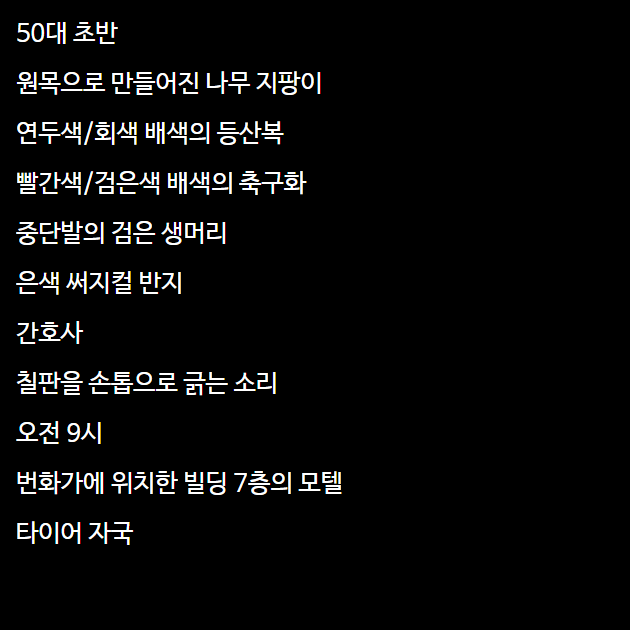 50대 초반
원목으로 만들어진 나무 지팡이
연두색/회색 배색의 등산복
빨간색/검은색 배색의 축구화
중단발의 검은 생머리
은색 써지컬 반지
간호사
칠판을 손톱으로 긁는 소리
오전 9시
번화가에 위치한 빌딩 7층의 모텔
타이어 자국